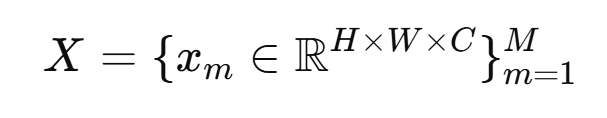 X = {x_m ∈ ℝ^{H×W×C}}_{m=1}^{M}